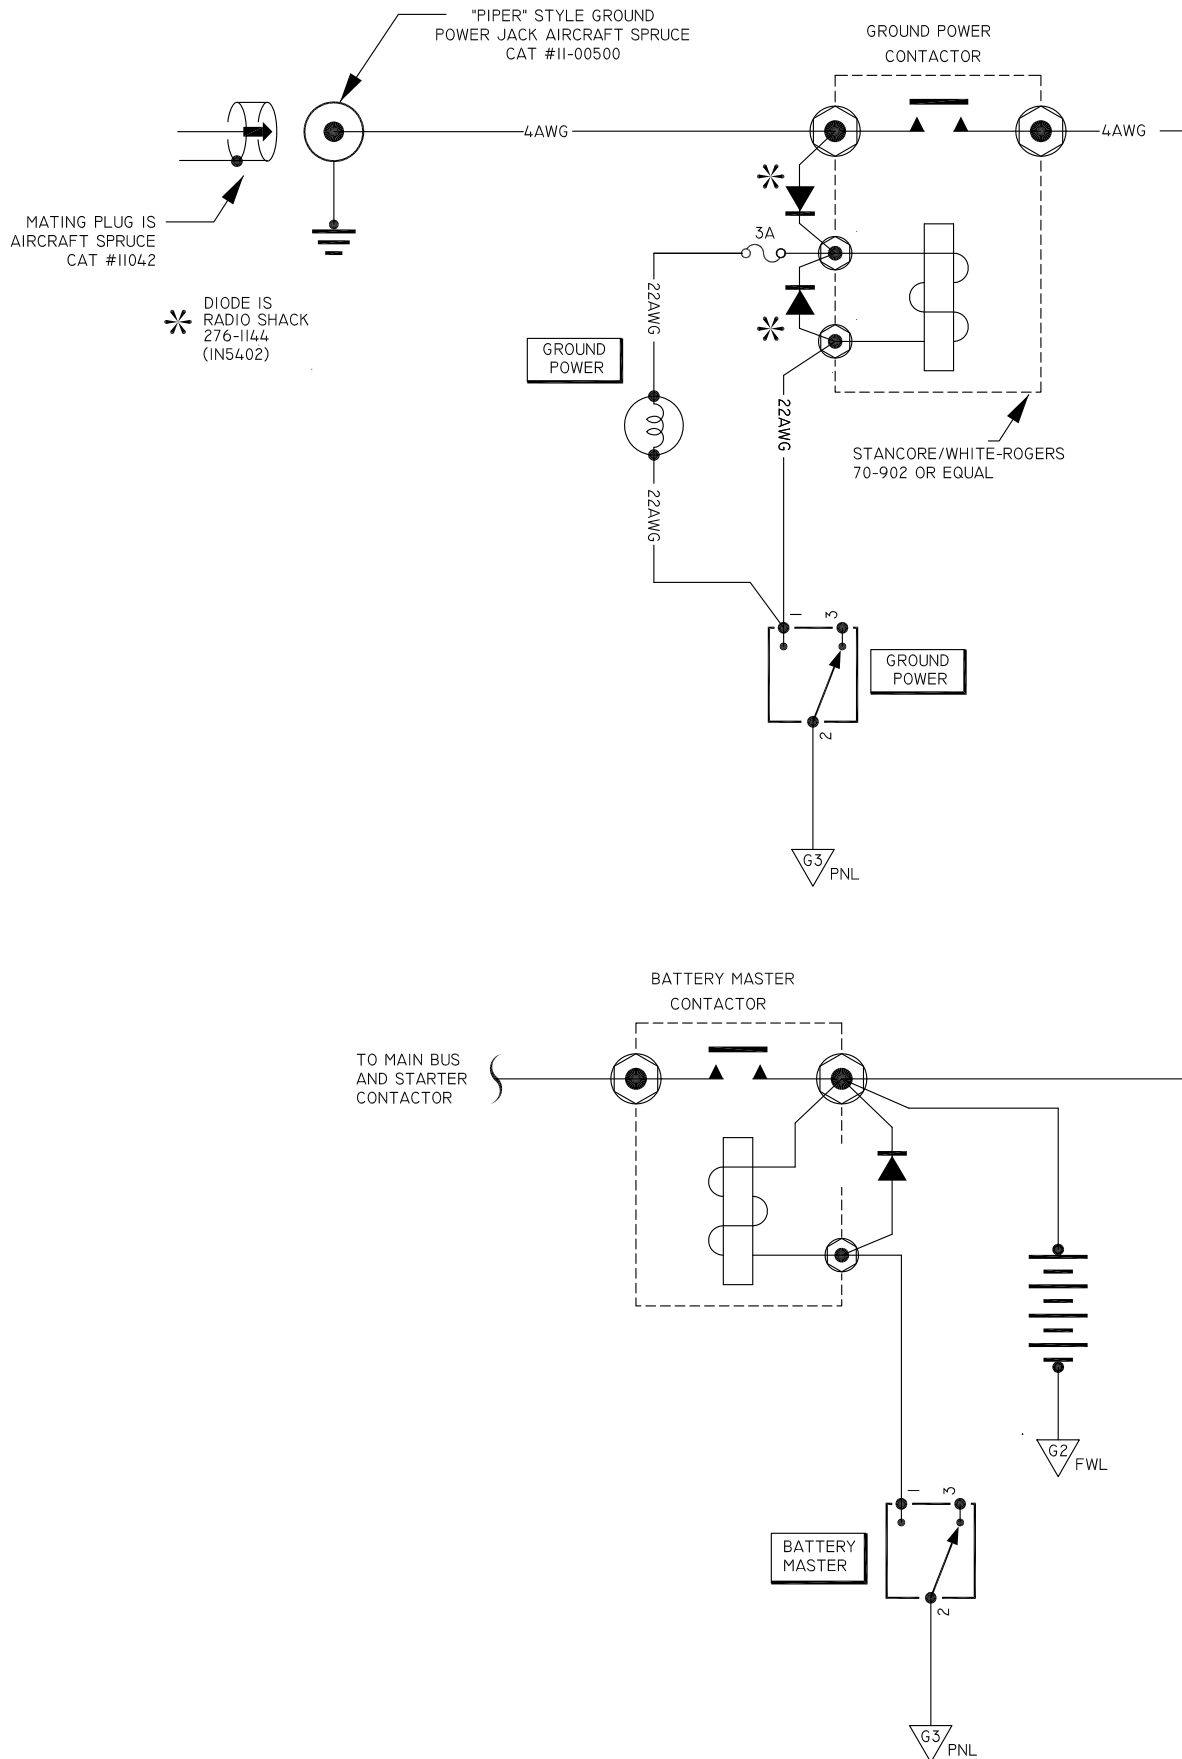 "PIPER" STYLE GROUND
POWER JACK AIRCRAFT SPRUCE
CAT #11-00500
GROUND POWER
CONTACTOR
4AWG
4AWG
MATING PLUG IS
AIRCRAFT SPRUCE
CAT #11042
3A
DIODE IS
RADIO SHACK
276-1144
(IN5402)
22AWG
GROUND
POWER
22AWG
STANCORE/WHITE-ROGERS
70-902 OR EQUAL
22AWG
1
3
GROUND
POWER
2
G3
PNL
BATTERY MASTER
CONTACTOR
TO MAIN BUS
AND STARTER
CONTACTOR
G2
FWL
1
3
BATTERY
MASTER
2
G3
PNL